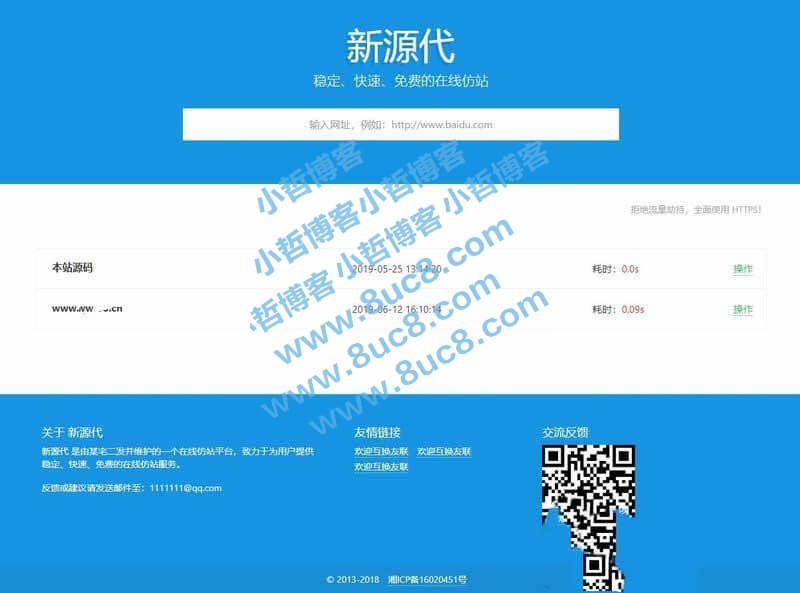 新源代
稳定、快速、免费的在线仿站
输入网址，例如：http://www.baidu.com
拒绝流量劫持，全面使用 HTTPS！
小哲博客小哲博客小哲博客
小哲博客小哲博客小哲博客
www.8uc8.com
www.8uc8.com
本站源码 2019-05-25 13:14:20 耗时：0.0s 操作
2019-06-12 16:10:14 耗时：0.09s 操作
关于 新源代
新源代 是由某宅二发并维护的一个在线仿站平台，致力于为用户提供
稳定、快速、免费的在线仿站服务。
反馈或建议请发送邮件至：1111111@qq.com
友情链接
欢迎互换友联 欢迎互换友联
欢迎互换友联
交流反馈
© 2013-2018 湘ICP备16020451号